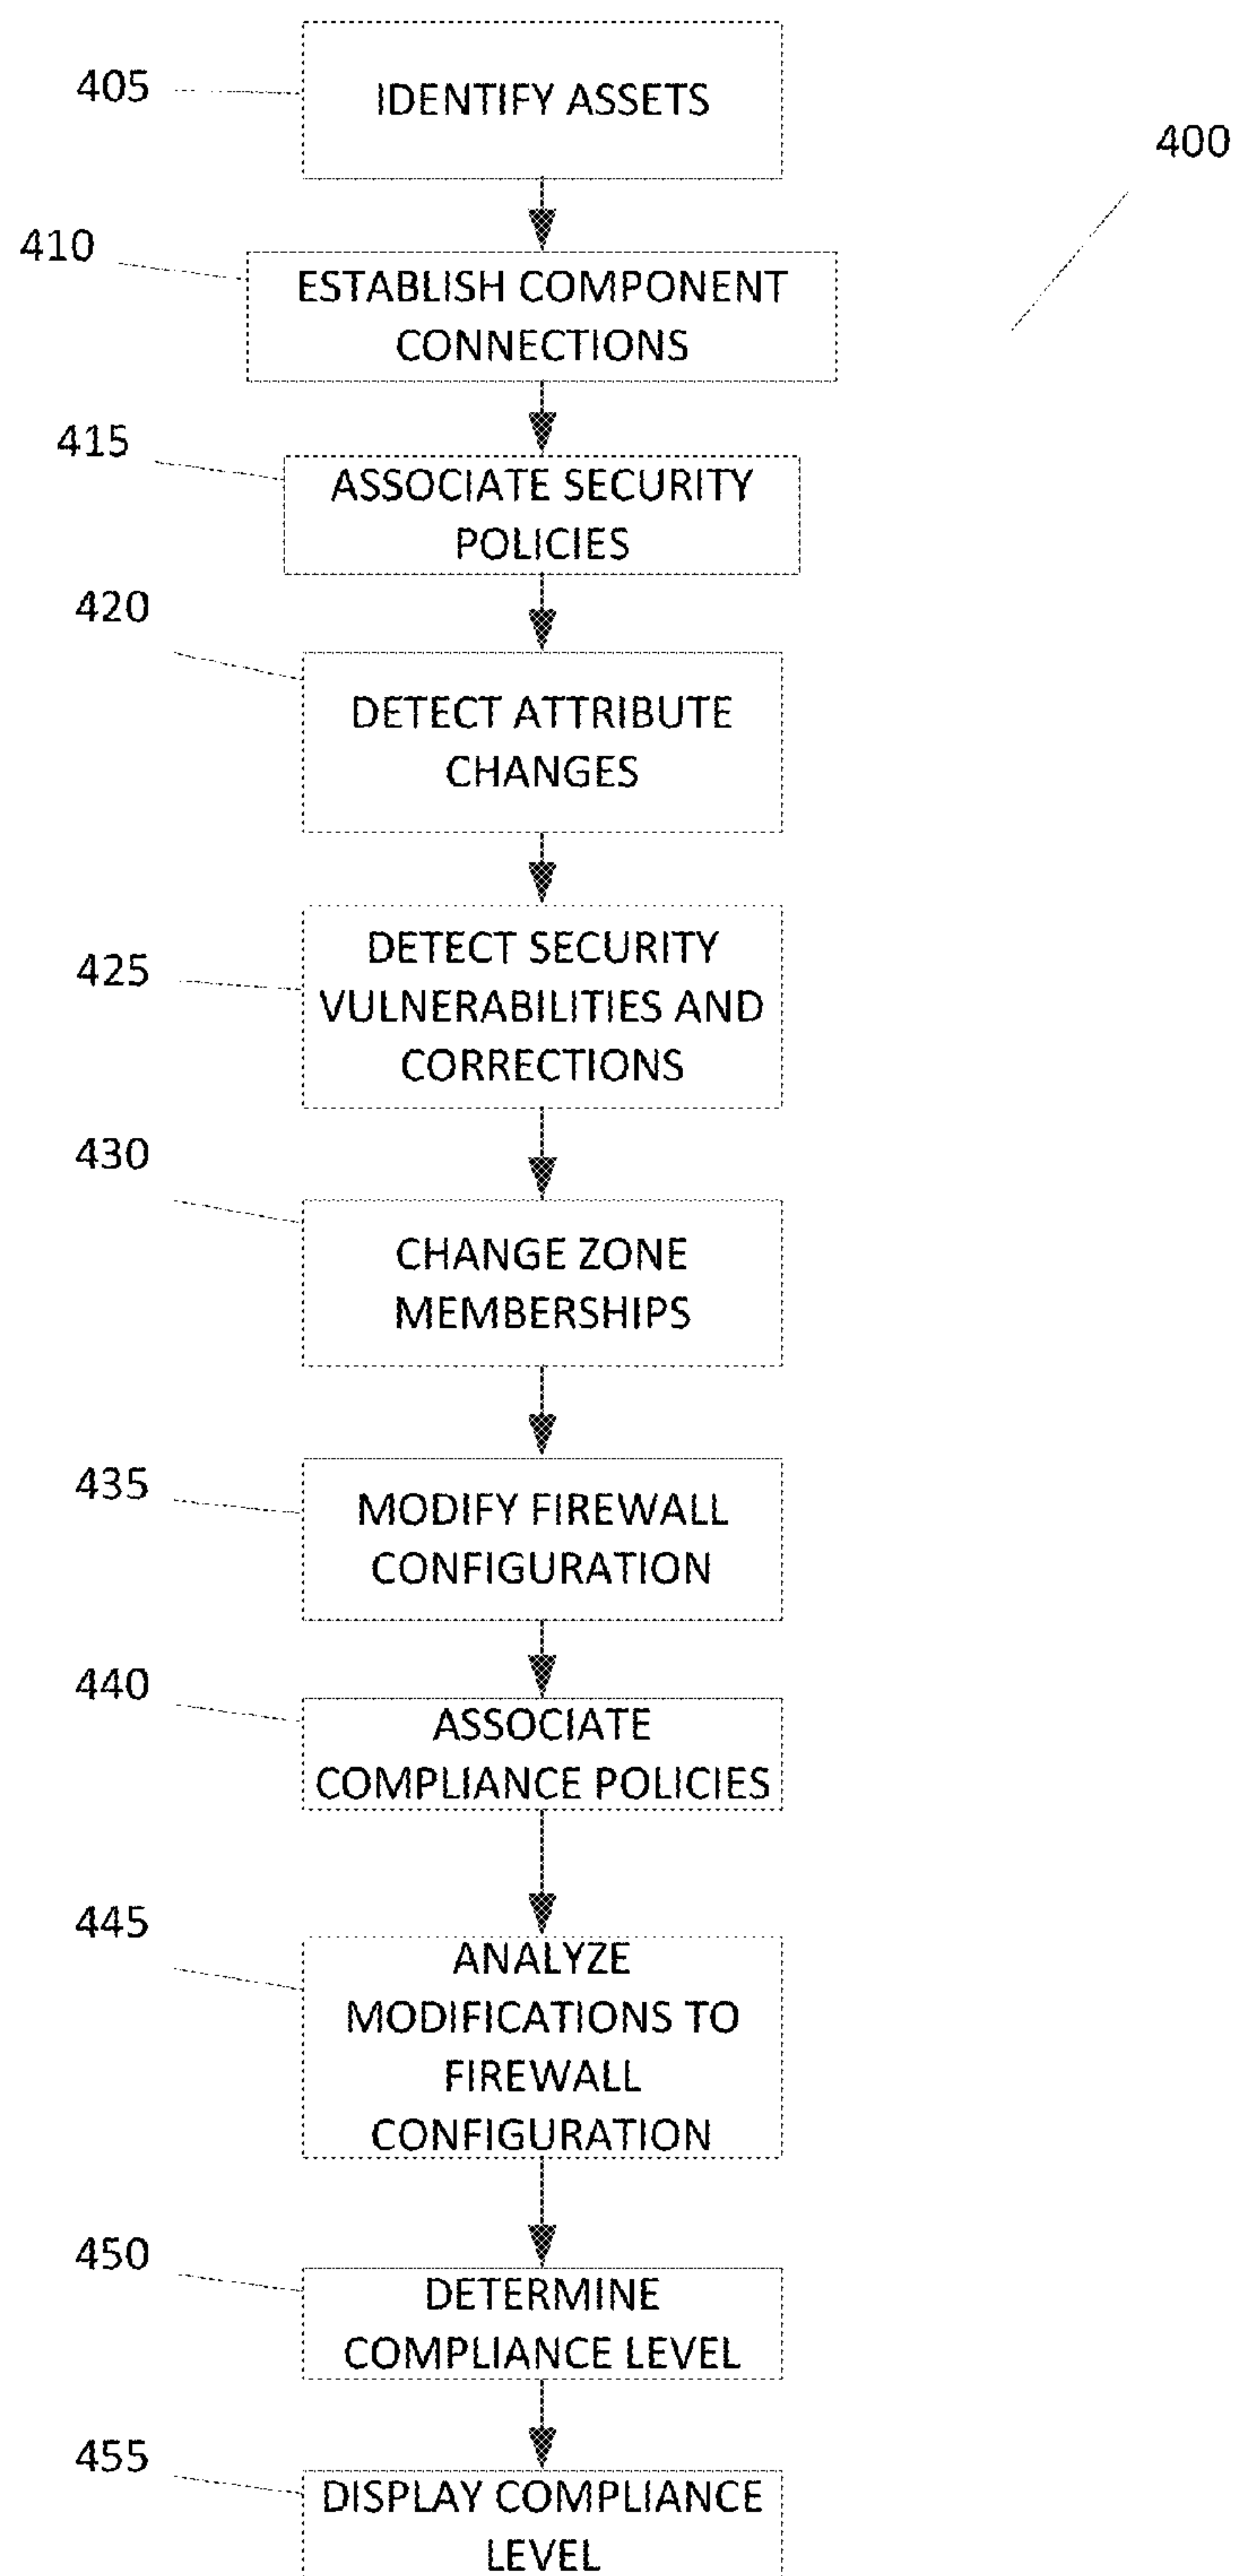 405
IDENTIFY ASSETS
400
410
ESTABLISH COMPONENT
CONNECTIONS
415
ASSOCIATE SECURITY
POLICIES
420
DETECT ATTRIBUTE
CHANGES
425
DETECT SECURITY
VULNERABILITIES AND
CORRECTIONS
430
CHANGE ZONE
MEMBERSHIPS
435
MODIFY FIREWALL
CONFIGURATION
440
ASSOCIATE
COMPLIANCE POLICIES
445
ANALYZE
MODIFICATIONS TO
FIREWALL
CONFIGURATION
450
DETERMINE
COMPLIANCE LEVEL
455
DISPLAY COMPLIANCE
LEVEL